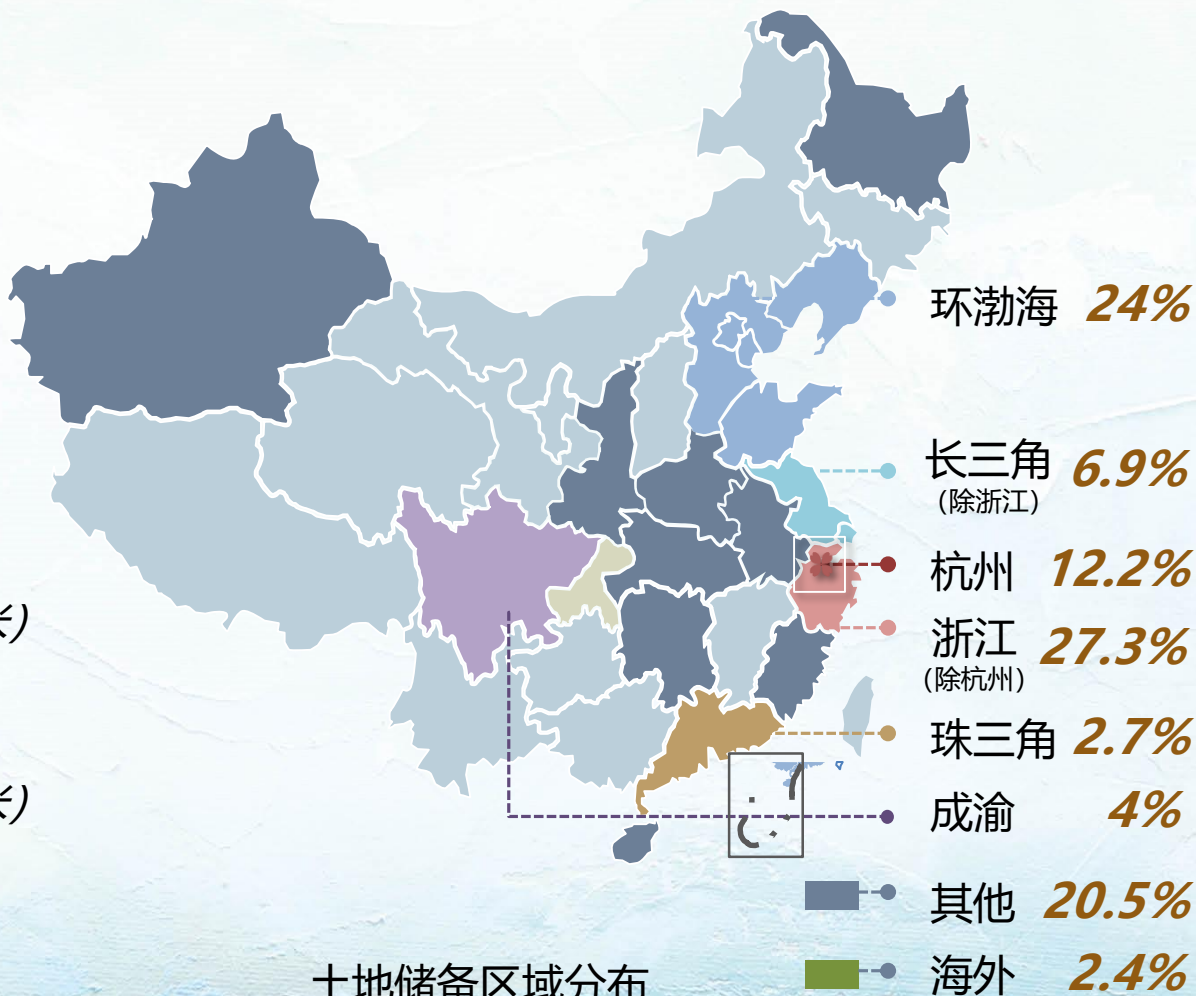 环渤海 24%
长三角 6.9%
(除浙江)
杭州 12.2%
米)
浙江 27.3%
(除杭州)
珠三角 2.7%
米)
成渝 4%
其他 20.5%
海外 2.4%
土地储备区域分布